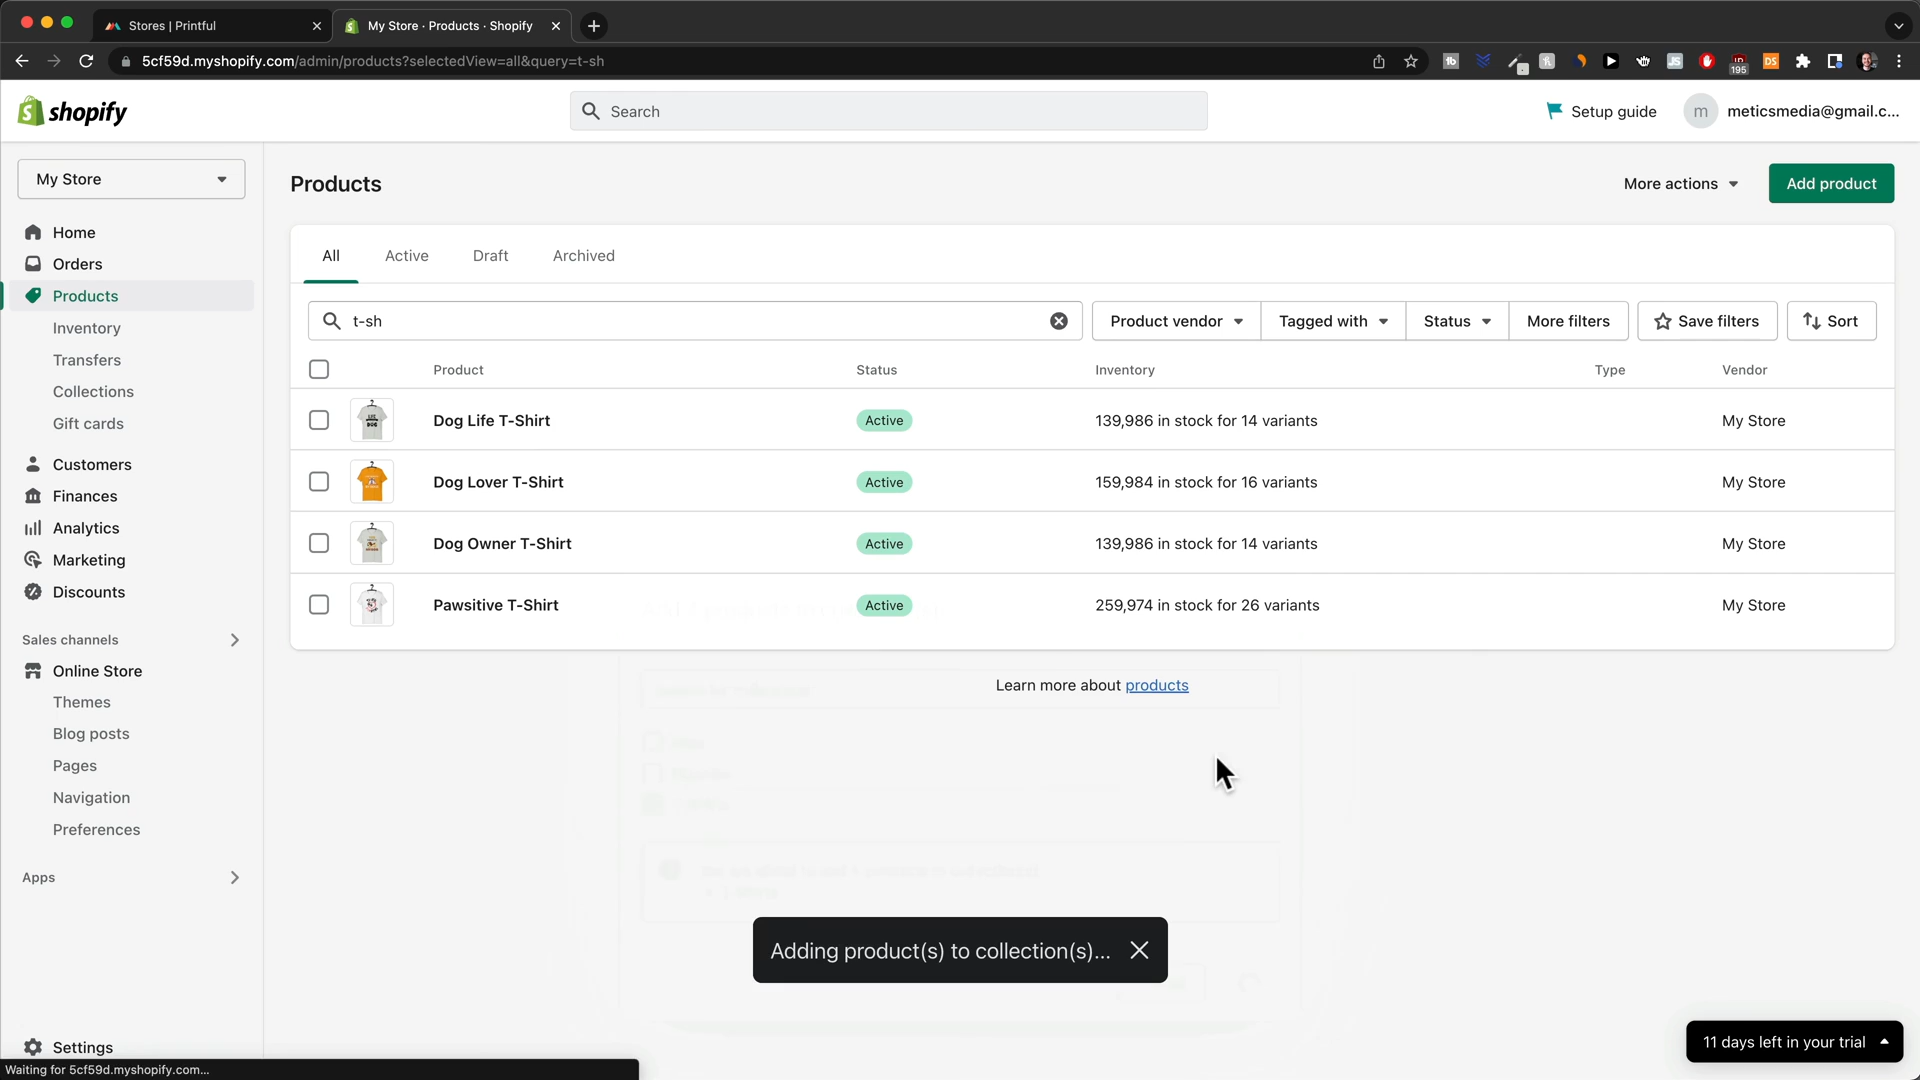 Stores | Printful
My Store · Products · Shopify
5cf59d.myshopify.com/admin/products?selectedView=all&query=t-sh
195
shopify
Search
Setup guide
m
meticsmedia@gmail.c...
My Store
Products
More actions
Add product
Home
Orders
Products
Inventory
Transfers
Collections
Gift cards
Customers
Finances
Analytics
Marketing
Discounts
Sales channels
Online Store
Themes
Blog posts
Pages
Navigation
Preferences
Apps
Settings
All
Active
Draft
Archived
t-sh
Product vendor
Tagged with
Status
More filters
Save filters
Sort
Product
Status
Inventory
Type
Vendor
Dog Life T-Shirt
Active
139,986 in stock for 14 variants
My Store
Dog Lover T-Shirt
Active
159,984 in stock for 16 variants
My Store
Dog Owner T-Shirt
Active
139,986 in stock for 14 variants
My Store
Pawsitive T-Shirt
Active
259,974 in stock for 26 variants
My Store
Learn more about products
Adding product(s) to collection(s)...
11 days left in your trial
Waiting for 5cf59d.myshopify.com...